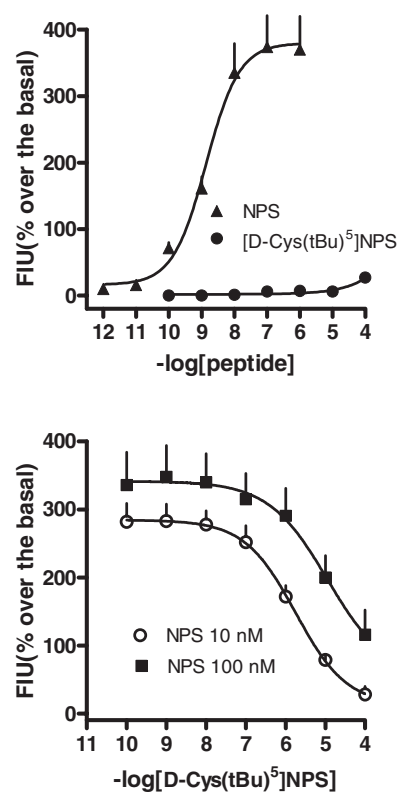 400
300
200
100
0
FIU(% over the basal)
NPS
[D-Cys(tBu)⁵]NPS
12 11 10 9 8 7 6 5 4
-log[peptide]
400
300
200
100
0
FIU(% over the basal)
NPS 10 nM
NPS 100 nM
11 10 9 8 7 6 5 4
-log[D-Cys(tBu)⁵]NPS]